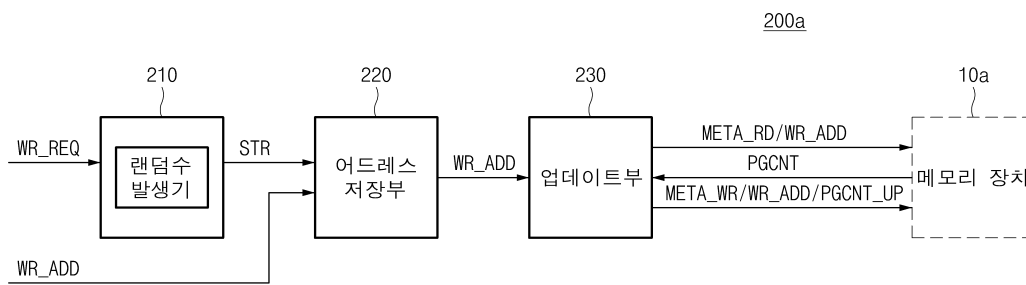 200a
210
220
230
10a
WR_REQ
랜덤수
발생기
STR
어드레스
저장부
WR_ADD
업데이트부
META_RD/WR_ADD
PGCNT
META_WR/WR_ADD/PGCNT_UP
메모리 장치
WR_ADD